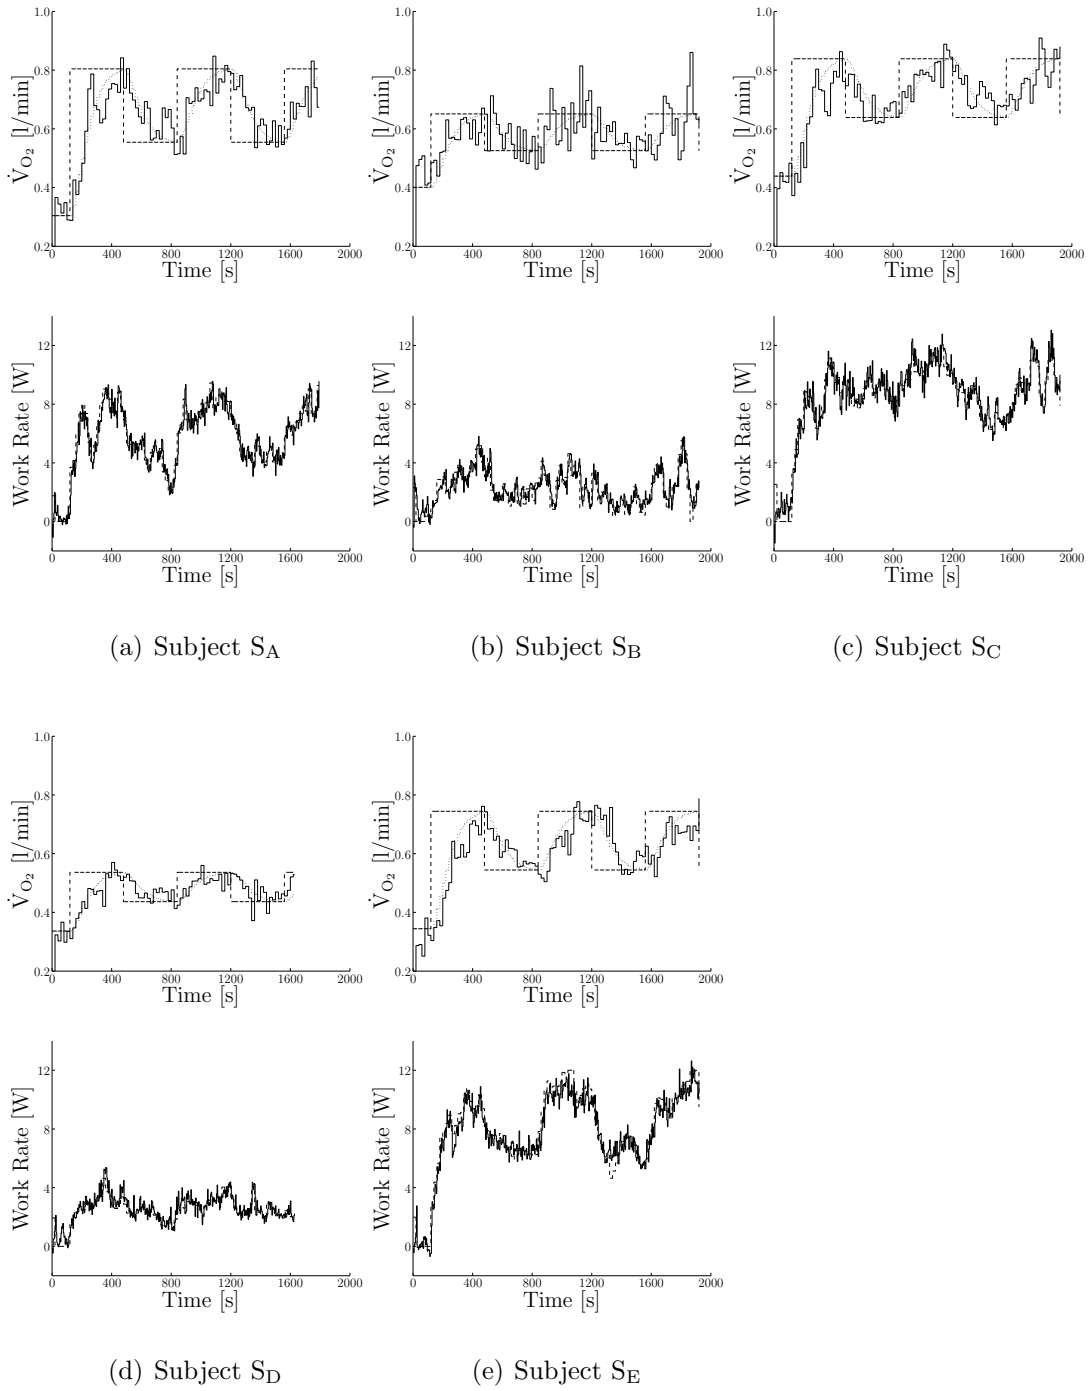 1.0
0.8
0.6
0.4
0.2
V̇O₂ [l/min]
0 400 800 1200 1600 2000
Time [s]
1.0
0.8
0.6
0.4
0.2
V̇O₂ [l/min]
0 400 800 1200 1600 2000
Time [s]
1.0
0.8
0.6
0.4
0.2
V̇O₂ [l/min]
0 400 800 1200 1600 2000
Time [s]
12
8
4
0
Work Rate [W]
0 400 800 1200 1600 2000
Time [s]
12
8
4
0
Work Rate [W]
0 400 800 1200 1600 2000
Time [s]
12
8
4
0
Work Rate [W]
0 400 800 1200 1600 2000
Time [s]
(a) Subject S_A
(b) Subject S_B
(c) Subject S_C
1.0
0.8
0.6
0.4
0.2
V̇O₂ [l/min]
0 400 800 1200 1600 2000
Time [s]
1.0
0.8
0.6
0.4
0.2
V̇O₂ [l/min]
0 400 800 1200 1600 2000
Time [s]
12
8
4
0
Work Rate [W]
0 400 800 1200 1600 2000
Time [s]
12
8
4
0
Work Rate [W]
0 400 800 1200 1600 2000
Time [s]
(d) Subject S_D
(e) Subject S_E